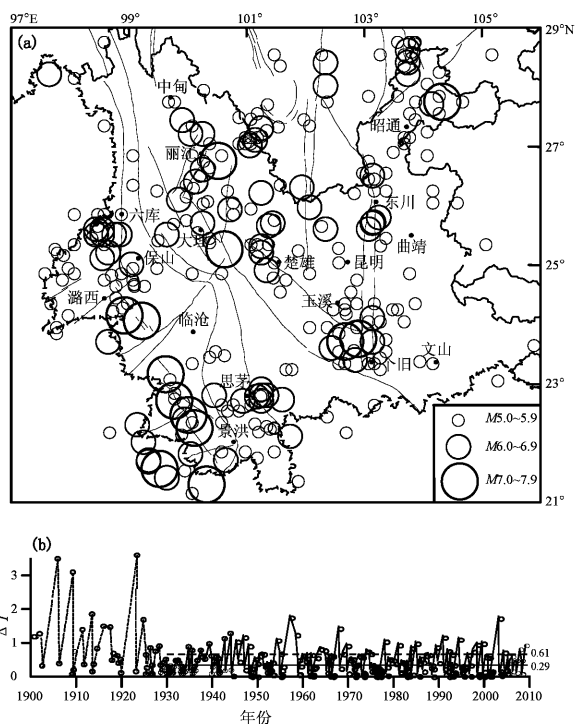 97°E 99° 101° 103° 105° 29°N
(a)
中甸
昭通
27°
丽江
东川
六库
大理
曲靖
保山
楚雄 昆明 25°
潞西
玉溪
临沧
个旧 文山
思茅 23°
景洪
M5.0~5.9
M6.0~6.9
M7.0~7.9
21°
(b)
3
2
1
0
Δ T
0.61
0.29
1900 1910 1920 1930 1940 1950 1960 1970 1980 1990 2000 2010
年份